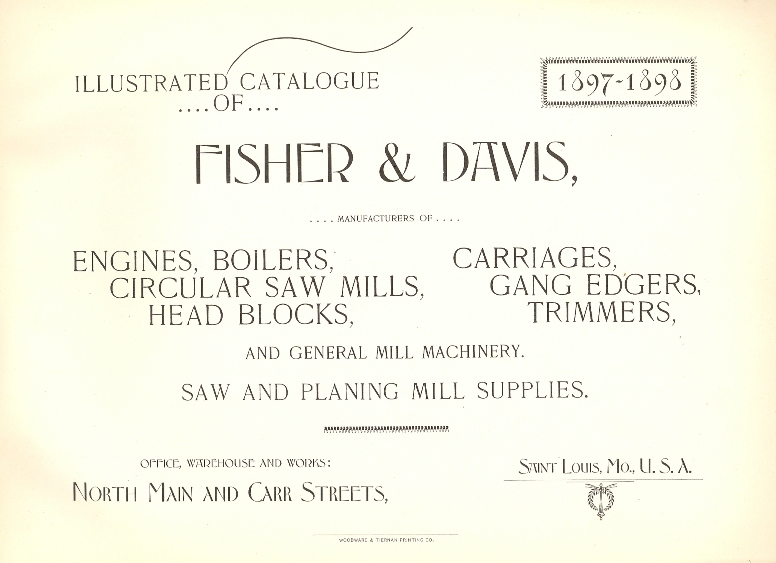 ILLUSTRATED CATALOGUE
....OF....
1897-1898
FISHER & DAVIS,
....MANUFACTURERS OF....
ENGINES, BOILERS,
CIRCULAR SAW MILLS,
HEAD BLOCKS,
CARRIAGES,
GANG EDGERS,
TRIMMERS,
AND GENERAL MILL MACHINERY.
SAW AND PLANING MILL SUPPLIES.
OFFICE, WAREHOUSE AND WORKS:
NORTH MAIN AND CARR STREETS,
SAINT LOUIS, MO., U. S. A.
WOODWARD & TIERNAN PRINTING CO.